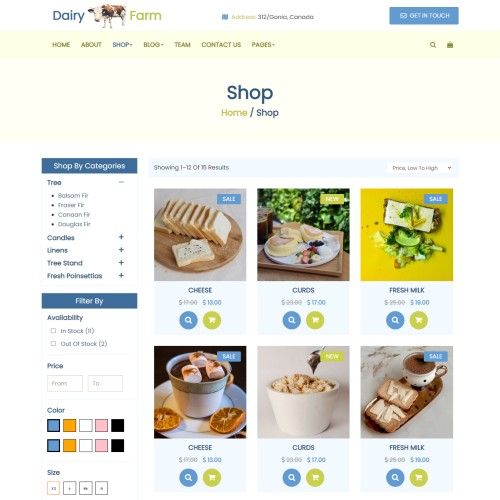 Dairy Farm
Address: 312/Gonia, Canada
GET IN TOUCH
HOME ABOUT SHOP BLOG TEAM CONTACT US PAGES
Shop
Home / Shop
Shop By Categories
Tree
Balsam Fir
Fraser Fir
Canaan Fir
Douglas Fir
Candles
Linens
Tree Stand
Fresh Poinsettias
Filter By
Availability
In Stock (11)
Out Of Stock (2)
Price
From To
Color
Size
XS
Showing 1–12 Of 15 Results
Price, Low To High
SALE
CHEESE
$ 17.00 $ 13.00
NEW
CURDS
$ 23.00 $ 17.00
SALE
FRESH MILK
$ 25.00 $ 19.00
SALE
CHEESE
$ 17.00 $ 13.00
NEW
CURDS
$ 23.00 $ 17.00
SALE
FRESH MILK
$ 25.00 $ 19.00